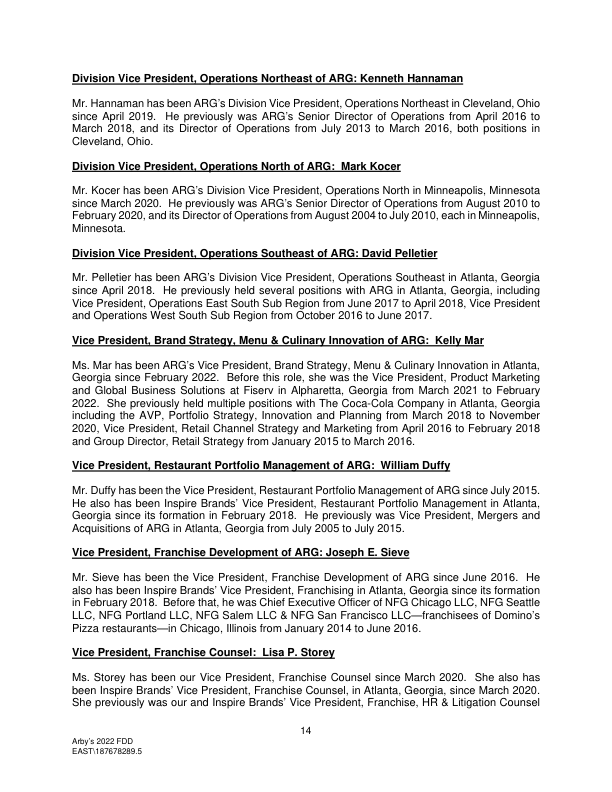 Division Vice President, Operations Northeast of ARG: Kenneth Hannaman
Mr. Hannaman has been ARG's Division Vice President, Operations Northeast in Cleveland, Ohio
since April 2019.  He previously was ARG's Senior Director of Operations from April 2016 to
March 2018, and its Director of Operations from July 2013 to March 2016, both positions in
Cleveland, Ohio.
Division Vice President, Operations North of ARG:  Mark Kocer
Mr. Kocer has been ARG's Division Vice President, Operations North in Minneapolis, Minnesota
since March 2020.  He previously was ARG's Senior Director of Operations from August 2010 to
February 2020, and its Director of Operations from August 2004 to July 2010, each in Minneapolis,
Minnesota.
Division Vice President, Operations Southeast of ARG: David Pelletier
Mr. Pelletier has been ARG's Division Vice President, Operations Southeast in Atlanta, Georgia
since April 2018.  He previously held several positions with ARG in Atlanta, Georgia, including
Vice President, Operations East South Sub Region from June 2017 to April 2018, Vice President
and Operations West South Sub Region from October 2016 to June 2017.
Vice President, Brand Strategy, Menu & Culinary Innovation of ARG:  Kelly Mar
Ms. Mar has been ARG's Vice President, Brand Strategy, Menu & Culinary Innovation in Atlanta,
Georgia since February 2022.  Before this role, she was the Vice President, Product Marketing
and Global Business Solutions at Fiserv in Alpharetta, Georgia from March 2021 to February
2022.  She previously held multiple positions with The Coca-Cola Company in Atlanta, Georgia
including the AVP, Portfolio Strategy, Innovation and Planning from March 2018 to November
2020, Vice President, Retail Channel Strategy and Marketing from April 2016 to February 2018
and Group Director, Retail Strategy from January 2015 to March 2016.
Vice President, Restaurant Portfolio Management of ARG:  William Duffy
Mr. Duffy has been the Vice President, Restaurant Portfolio Management of ARG since July 2015.
He also has been Inspire Brands' Vice President, Restaurant Portfolio Management in Atlanta,
Georgia since its formation in February 2018.  He previously was Vice President, Mergers and
Acquisitions of ARG in Atlanta, Georgia from July 2005 to July 2015.
Vice President, Franchise Development of ARG: Joseph E. Sieve
Mr. Sieve has been the Vice President, Franchise Development of ARG since June 2016.  He
also has been Inspire Brands' Vice President, Franchising in Atlanta, Georgia since its formation
in February 2018.  Before that, he was Chief Executive Officer of NFG Chicago LLC, NFG Seattle
LLC, NFG Portland LLC, NFG Salem LLC & NFG San Francisco LLC—franchisees of Domino's
Pizza restaurants—in Chicago, Illinois from January 2014 to June 2016.
Vice President, Franchise Counsel:  Lisa P. Storey
Ms. Storey has been our Vice President, Franchise Counsel since March 2020.  She also has
been Inspire Brands' Vice President, Franchise Counsel, in Atlanta, Georgia, since March 2020.
She previously was our and Inspire Brands' Vice President, Franchise, HR & Litigation Counsel
14
Arby's 2022 FDD
EAST\187678289.5